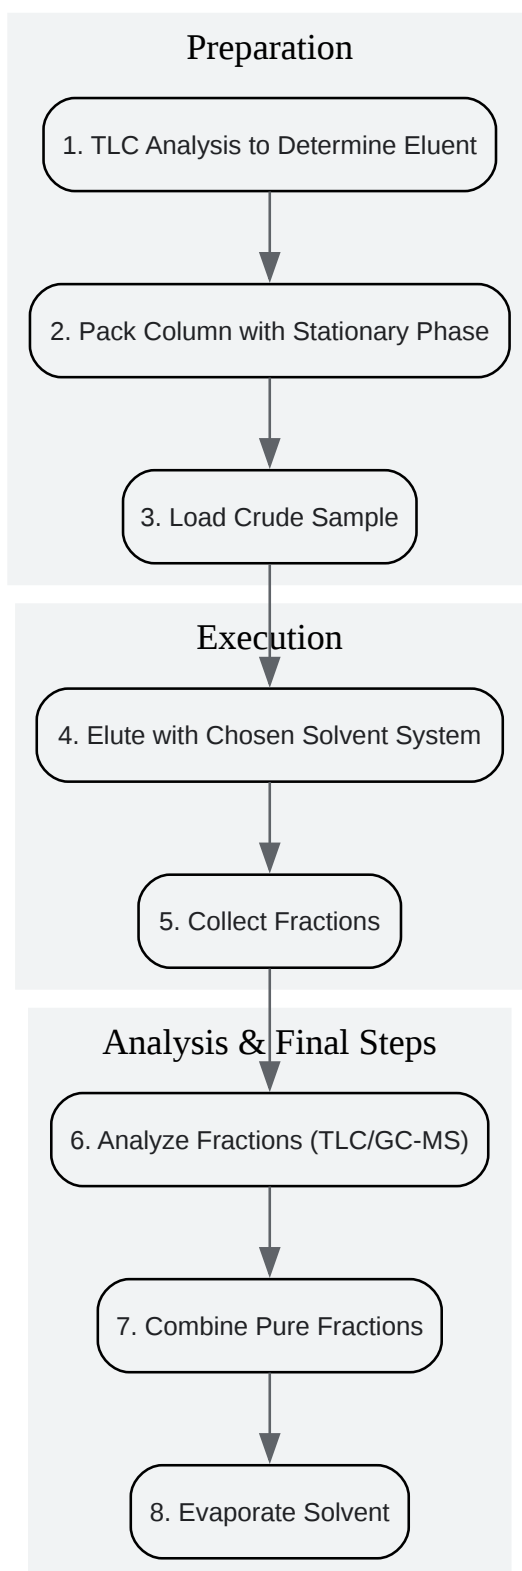 Preparation
1. TLC Analysis to Determine Eluent
2. Pack Column with Stationary Phase
3. Load Crude Sample
Execution
4. Elute with Chosen Solvent System
5. Collect Fractions
Analysis & Final Steps
6. Analyze Fractions (TLC/GC-MS)
7. Combine Pure Fractions
8. Evaporate Solvent